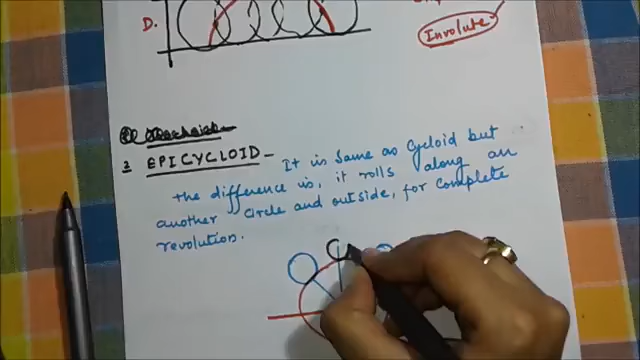 D.
Involute
2 EPICYCLOID - It is same as cycloid but
the difference is, it rolls along an
another circle and outside, for complete
revolution.